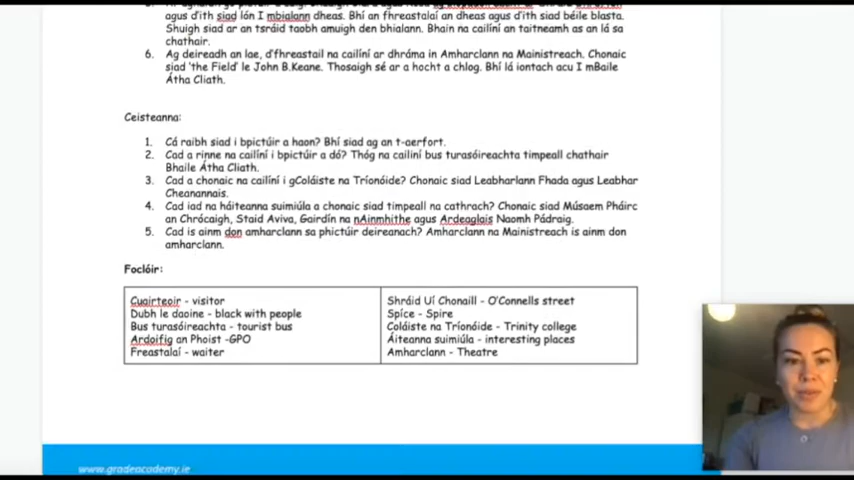 agus d'ith siad lón I mbialann dheas. Bhí an fhreastalaí an dheas agus d'ith siad béile blasta.
Shuigh siad ar an tsráid taobh amuigh den bhialann. Bhain na cailíní an taitneamh as an lá sa
chathair.
6. Ag deireadh an lae, d'fhreastail na cailíní ar dhráma in Amharclann na Mainistreach. Chonaic
siad 'the Field' le John B.Keane. Thosaigh sé ar a hocht a chlog. Bhí lá iontach acu I mBaile
Átha Cliath.
Ceisteanna:
1. Cá raibh siad i bpictúir a haon? Bhí siad ag an t-aerfort.
2. Cad a rinne na cailíní i bpictúir a dó? Thóg na cailiní bus turasóireachta timpeall chathair
Bhaile Átha Cliath.
3. Cad a chonaic na cailíní i gColáiste na Tríonóide? Chonaic siad Leabharlann Fhada agus Leabhar
Cheanannais.
4. Cad iad na háiteanna suimiúla a chonaic siad timpeall na cathrach? Chonaic siad Músaem Pháirc
an Chrócaigh, Staid Aviva, Gairdín na nAinmhithe agus Ardeaglais Naomh Pádraig.
5. Cad is ainm don amharclann sa phictúir deireanach? Amharclann na Mainistreach is ainm don
amharclann.
Foclóir:
Cuairteoir - visitor
Dubh le daoine - black with people
Bus turasóireachta - tourist bus
Ardoifig an Phoist -GPO
Freastalaí - waiter
Shráid Uí Chonaill - O'Connells street
Spíce - Spire
Coláiste na Tríonóide - Trinity college
Áiteanna suimiúla - interesting places
Amharclann - Theatre
www.gradeacademy.ie